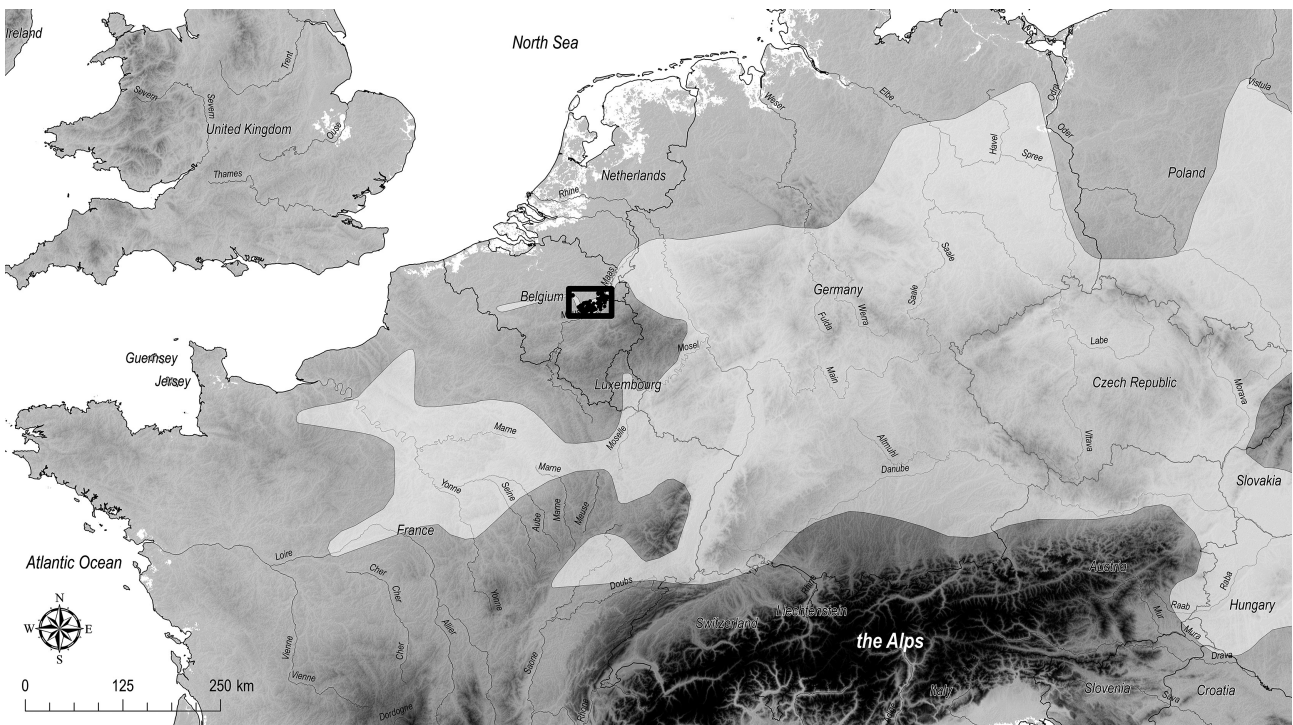 North Sea
Ireland
Trent
Severn
Severn
United Kingdom
Ouse
Thames
Weser
Elbe
Odra
Oder
Vistula
Havel
Spree
Poland
Netherlands
Rhine
Saale
Saale
Maas
Belgium
Germany
Fulda
Werra
Labe
Czech Republic
Morava
Vltava
Mosel
Luxembourg
Main
Guernsey
Jersey
Marne
Moselle
Marne
Altmuhl
Danube
Slovakia
Yonne
Seine
Aube
Marne
Meuse
France
Loire
Atlantic Ocean
Cher
Cher
Cher
Allier
Yonne
Doubs
Saone
Vienne
Vienne
Dordogne
Rhine
Liechtenstein
Switzerland
the Alps
Austria
Raba
Raab
Hungary
Mur
Mura
Drava
Slovenia
Sava
Croatia
Italy
N
W
E
S
0 125 250 km